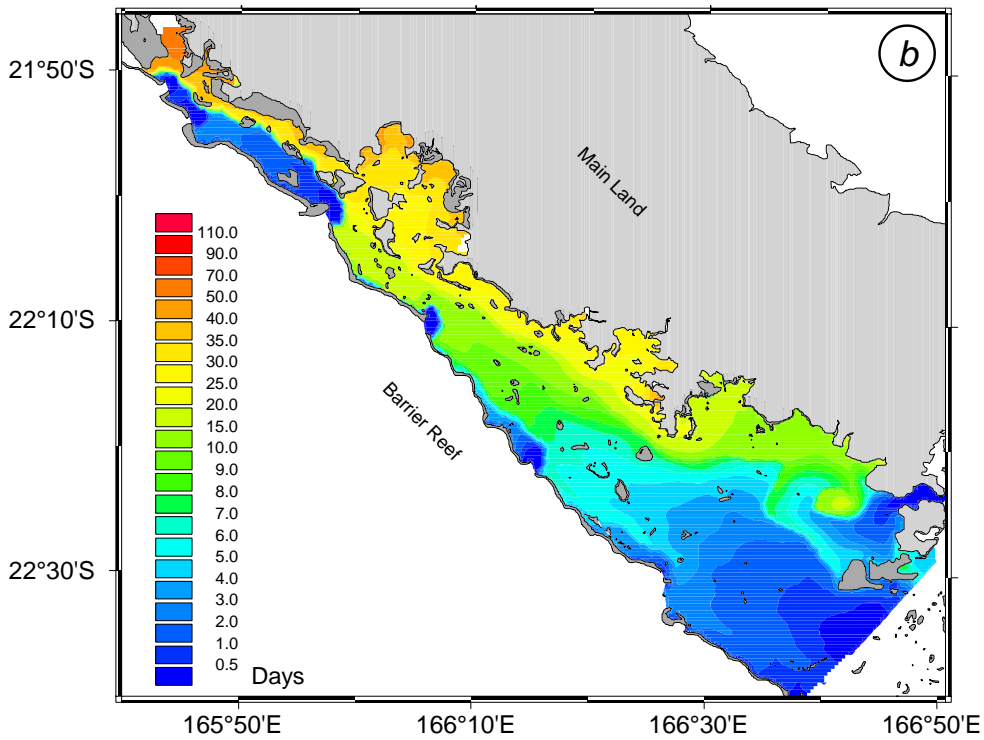 b
21°50'S
Main Land
110.0
90.0
70.0
50.0
40.0
35.0
30.0
25.0
20.0
15.0
10.0
9.0
8.0
7.0
6.0
5.0
4.0
3.0
2.0
1.0
0.5
Days
22°10'S
Barrier Reef
22°30'S
165°50'E
166°10'E
166°30'E
166°50'E